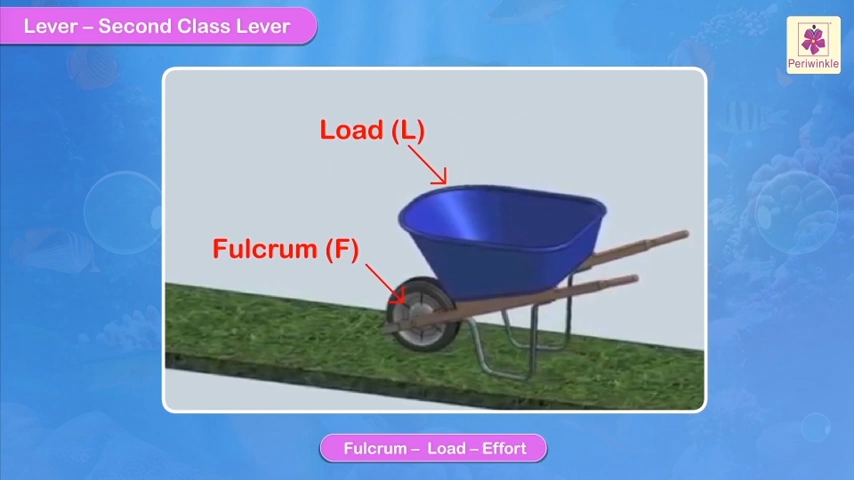 Lever – Second Class Lever
Periwinkle
Load (L)
Fulcrum (F)
Fulcrum – Load – Effort